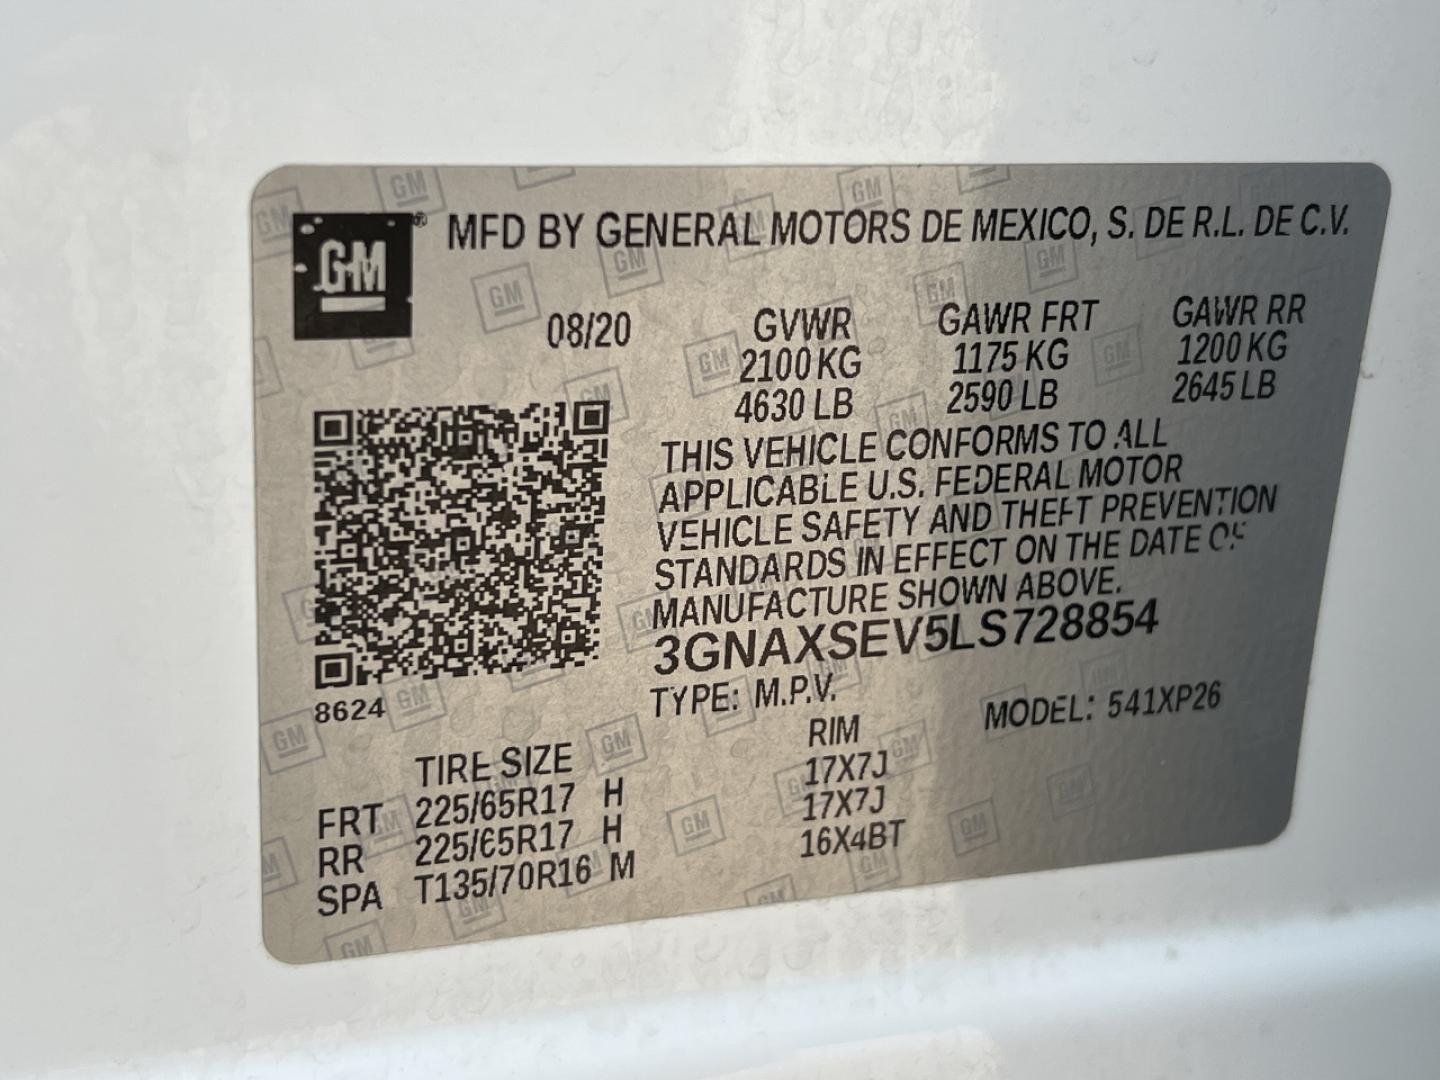 GM ® MFD BY GENERAL MOTORS DE MEXICO, S. DE R.L. DE C.V.
08/20 GVWR GAWR FRT GAWR RR
2100 KG 1175 KG 1200 KG
4630 LB 2590 LB 2645 LB
THIS VEHICLE CONFORMS TO ALL
APPLICABLE U.S. FEDERAL MOTOR
VEHICLE SAFETY AND THEFT PREVENTION
STANDARDS IN EFFECT ON THE DATE OF
MANUFACTURE SHOWN ABOVE.
3GNAXSEV5LS728854
8624 TYPE: M.P.V. MODEL: 541XP26
TIRE SIZE RIM
FRT 225/65R17 H 17X7J
RR 225/65R17 H 17X7J
SPA T135/70R16 M 16X4BT